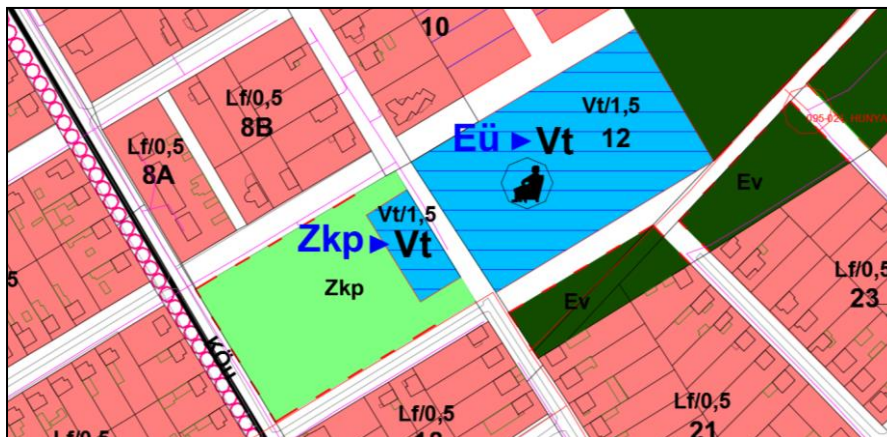 10
Lf/0,5
8B
Vt/1,5
Eü ► Vt
12
Lf/0,5
8A
Ev
Vt/1,5
Zkp ► Vt
Zkp
Lf/0,5
23
Ev
KÖu
Lf/0,5
Lf/0,5
21